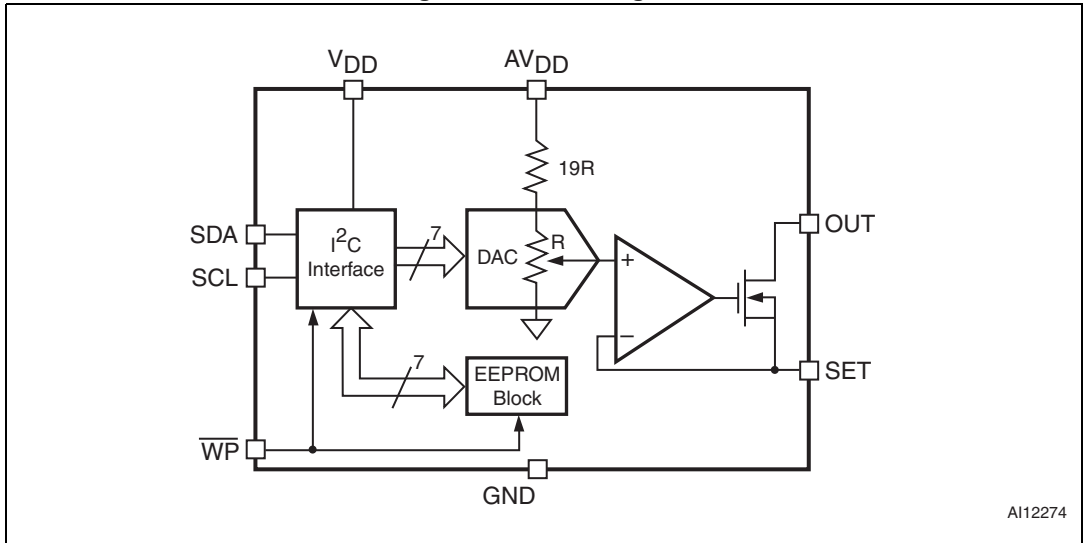 VDD
AVDD
19R
SDA
SCL
I2C
Interface
7
DAC
R
+
−
OUT
SET
7
EEPROM
Block
WP
GND
AI12274